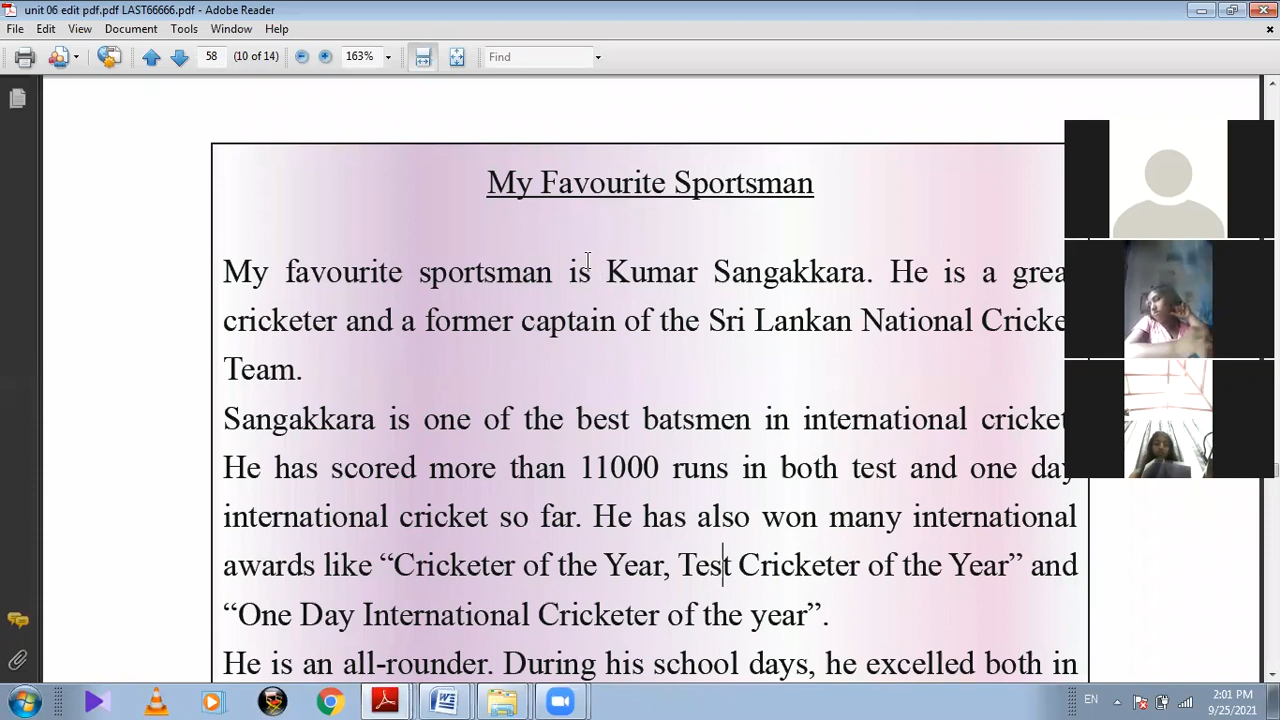 unit 06 edit pdf.pdf LAST66666.pdf - Adobe Reader
File Edit View Document Tools Window Help
58 (10 of 14) 163% Find
My Favourite Sportsman
My favourite sportsman is Kumar Sangakkara. He is a grea
cricketer and a former captain of the Sri Lankan National Cricke
Team.
Sangakkara is one of the best batsmen in international cricket
He has scored more than 11000 runs in both test and one day
international cricket so far. He has also won many international
awards like “Cricketer of the Year, Test Cricketer of the Year” and
“One Day International Cricketer of the year”.
He is an all-rounder. During his school days, he excelled both in
EN 2:01 PM
9/25/2021